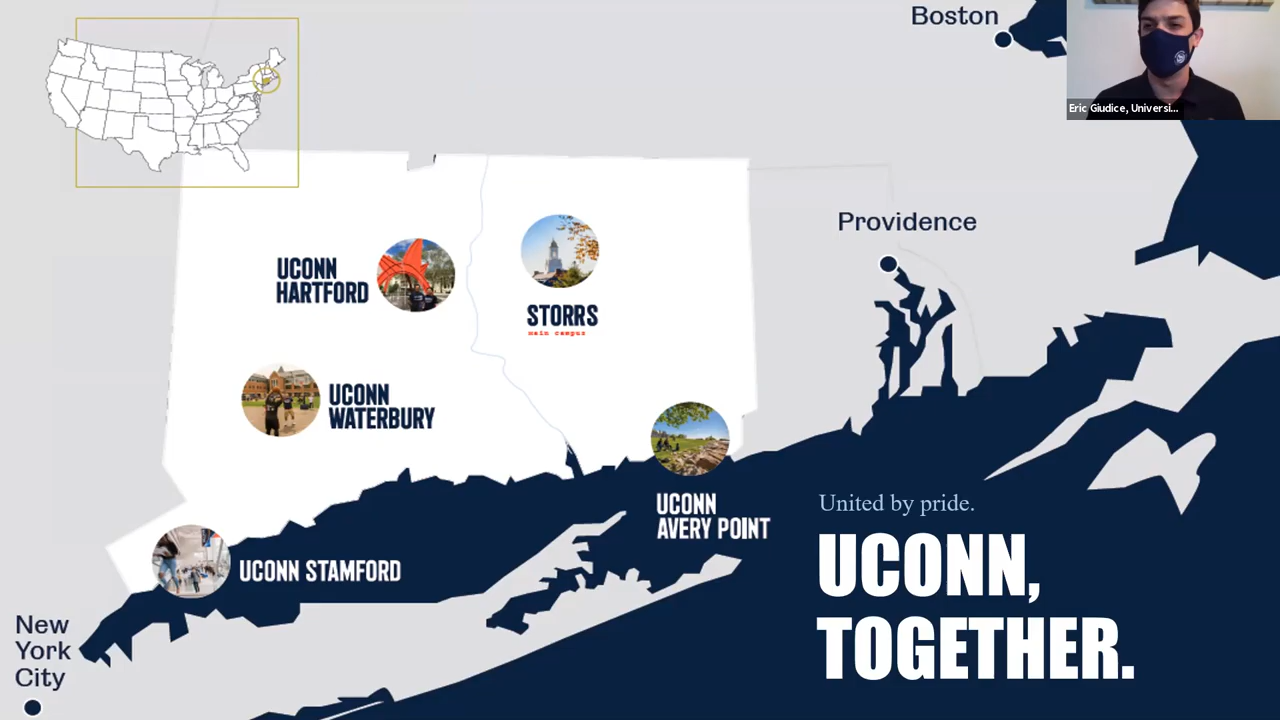 Boston
Eric Giudice, Universi...
Providence
UCONN
HARTFORD
STORRS
main campus
UCONN
WATERBURY
UCONN
AVERY POINT
UCONN STAMFORD
New
York
City
United by pride.
UCONN,
TOGETHER.